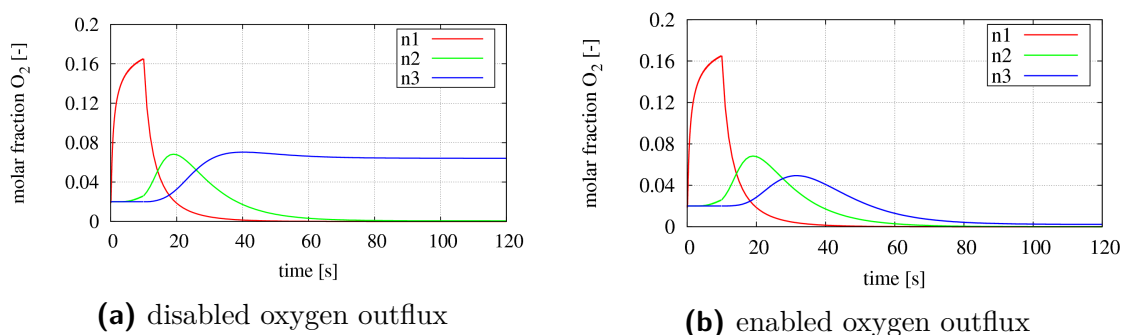 molar fraction O2 [-]
0.2
0.16
0.12
0.08
0.04
0
n1
n2
n3
0 20 40 60 80 100 120
time [s]
(a) disabled oxygen outflux
molar fraction O2 [-]
0.2
0.16
0.12
0.08
0.04
0
n1
n2
n3
0 20 40 60 80 100 120
time [s]
(b) enabled oxygen outflux